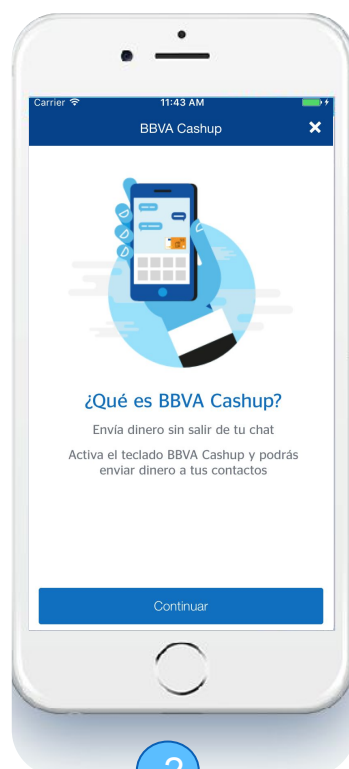 Carrier 11:43 AM
BBVA Cashup
¿Qué es BBVA Cashup?
Envía dinero sin salir de tu chat
Activa el teclado BBVA Cashup y podrás
enviar dinero a tus contactos
Continuar